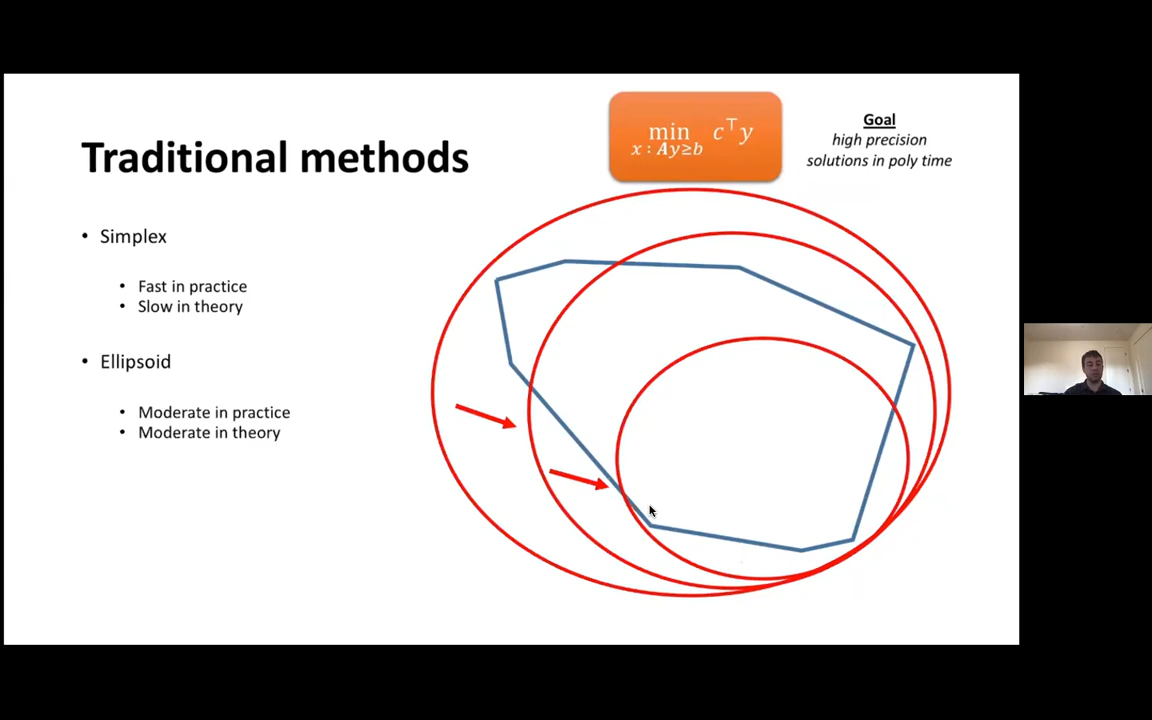 Traditional methods
min c⊤y
x : Ay≥b
Goal
high precision
solutions in poly time
• Simplex
• Fast in practice
• Slow in theory
• Ellipsoid
• Moderate in practice
• Moderate in theory